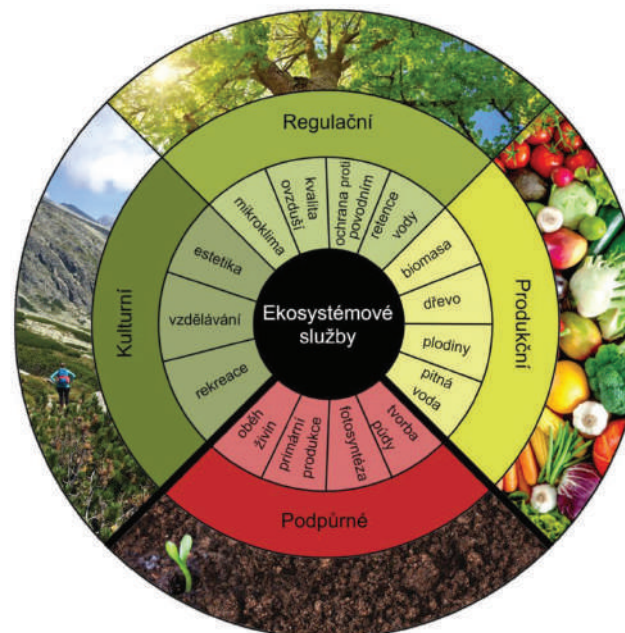 Regulační
mikroklima
kvalita
ovzduší
ochrana proti
povodním
retence
vody
Produkční
biomasa
dřevo
plodiny
pitná
voda
Podpůrné
tvorba
půdy
fotosyntéza
primární
produkce
oběh
živin
Kulturní
rekreace
vzdělávání
estetika
Ekosystémové
služby